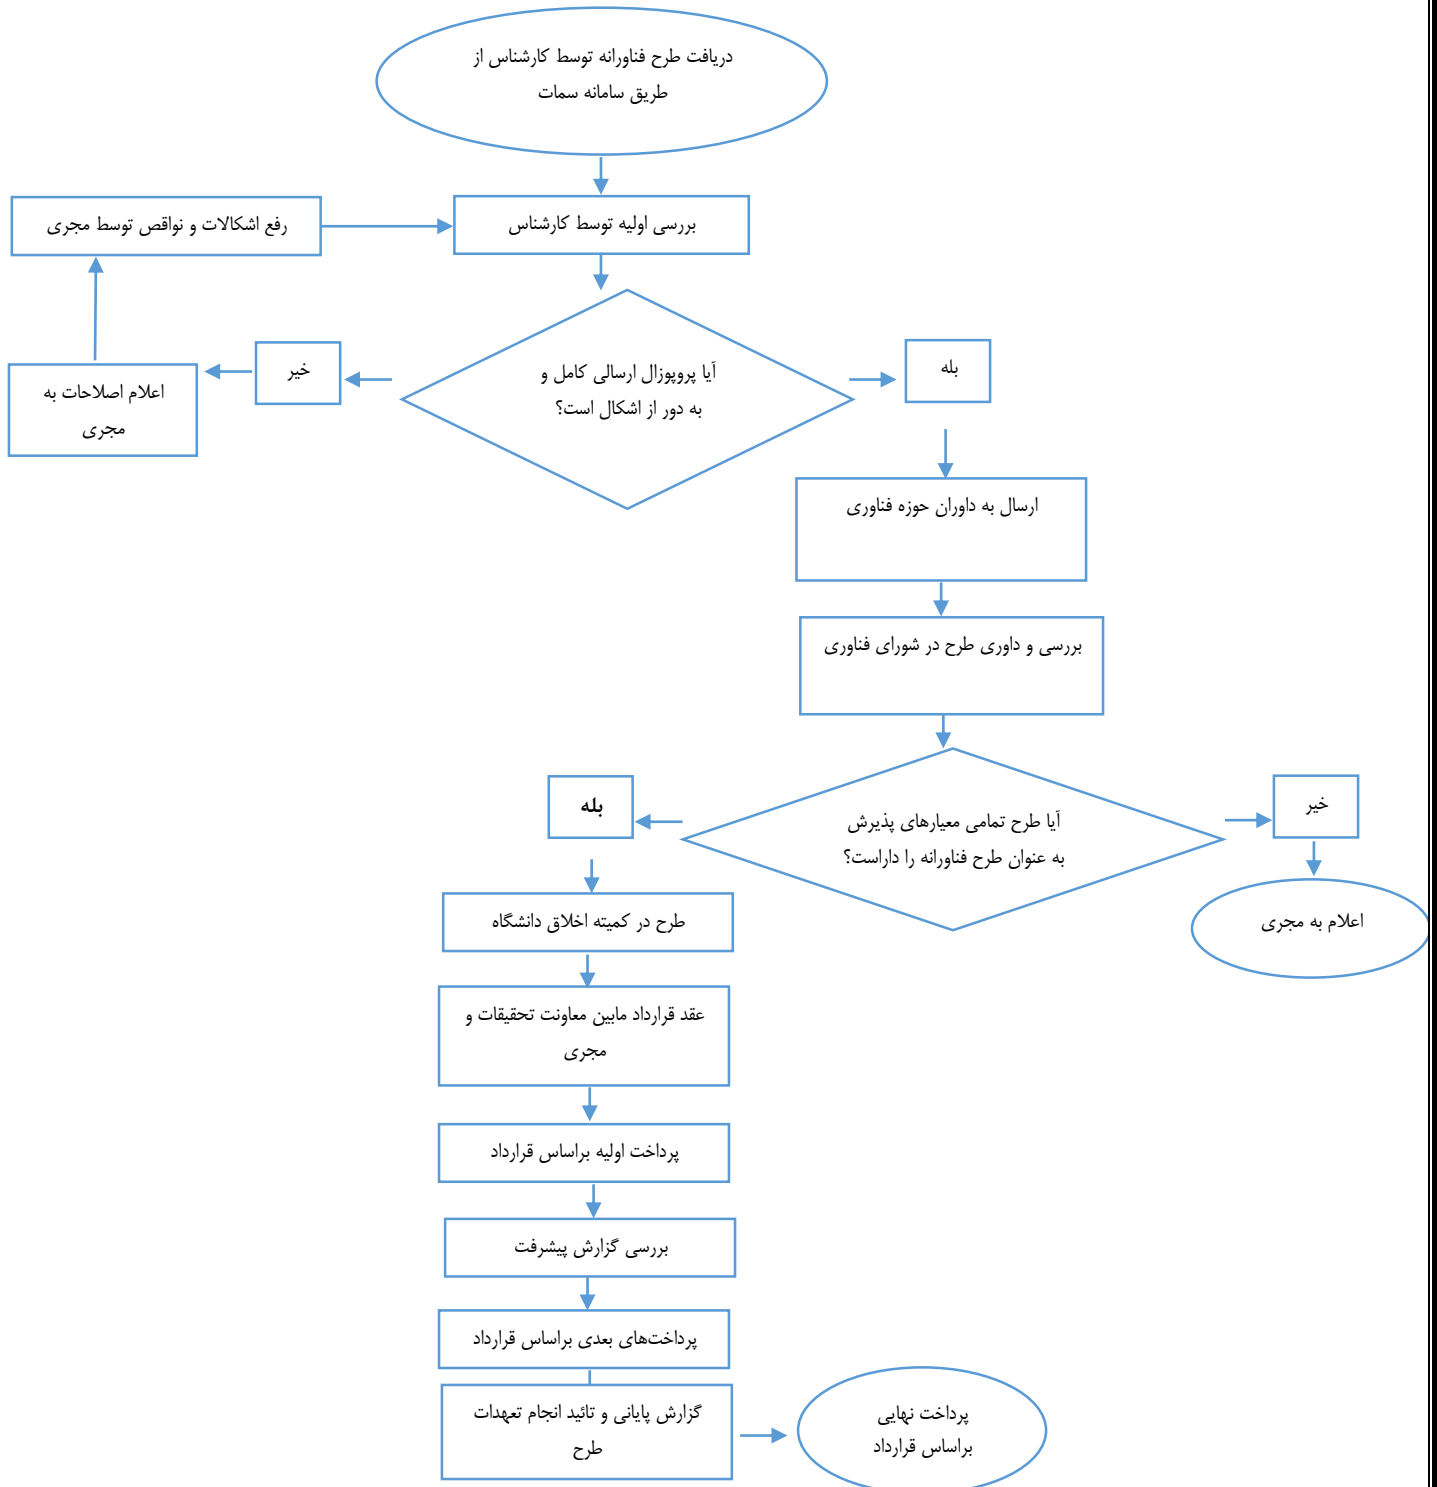 دریافت طرح فناورانه توسط کارشناس از
طریق سامانه سمات
بررسی اولیه توسط کارشناس
رفع اشکالات و نواقص توسط مجری
آیا پروپوزال ارسالی کامل و
به دور از اشکال است؟
بله
خیر
اعلام اصلاحات به
مجری
ارسال به داوران حوزه فناوری
بررسی و داوری طرح در شورای فناوری
آیا طرح تمامی معیارهای پذیرش
به عنوان طرح فناورانه را داراست؟
خیر
اعلام به مجری
بله
طرح در کمیته اخلاق دانشگاه
عقد قرارداد مابین معاونت تحقیقات و
مجری
پرداخت اولیه براساس قرارداد
بررسی گزارش پیشرفت
پرداخت‌های بعدی براساس قرارداد
گزارش پایانی و تائید انجام تعهدات
طرح
پرداخت نهایی
براساس قرارداد